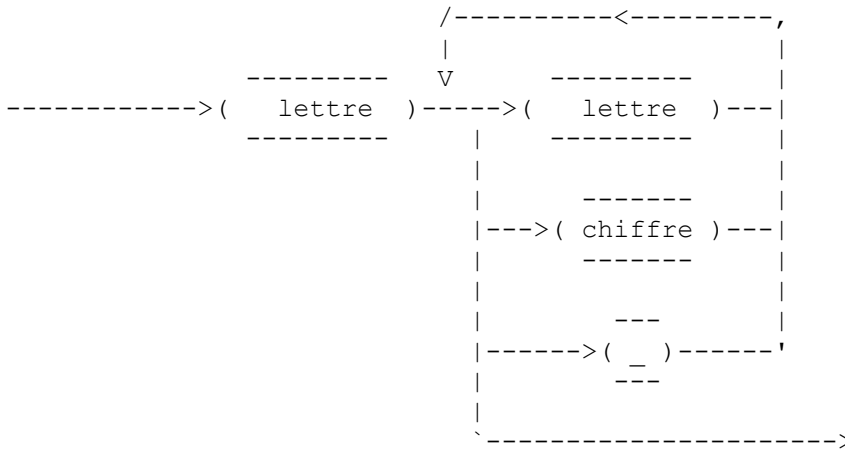 /----------<---------,
| |
--------- V --------- |
------------>( lettre )----->( lettre )---|
--------- | --------- |
| |
| ------- |
|--->( chiffre )---|
| ------- |
| |
| --- |
|------>( _ )------'
| ---
|
`----------------------->